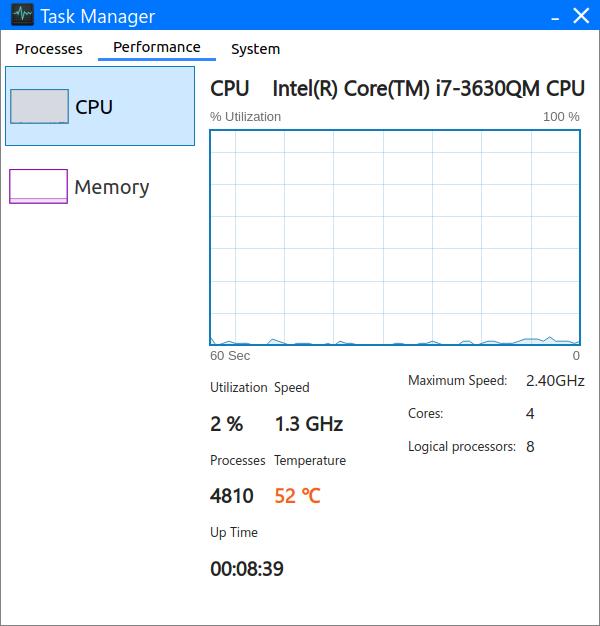 Task Manager
Processes Performance System
CPU
Memory
CPU Intel(R) Core(TM) i7-3630QM CPU
% Utilization 100 %
60 Sec 0
Utilization Speed
2 % 1.3 GHz
Processes Temperature
4810 52 °C
Up Time
00:08:39
Maximum Speed: 2.40GHz
Cores: 4
Logical processors: 8